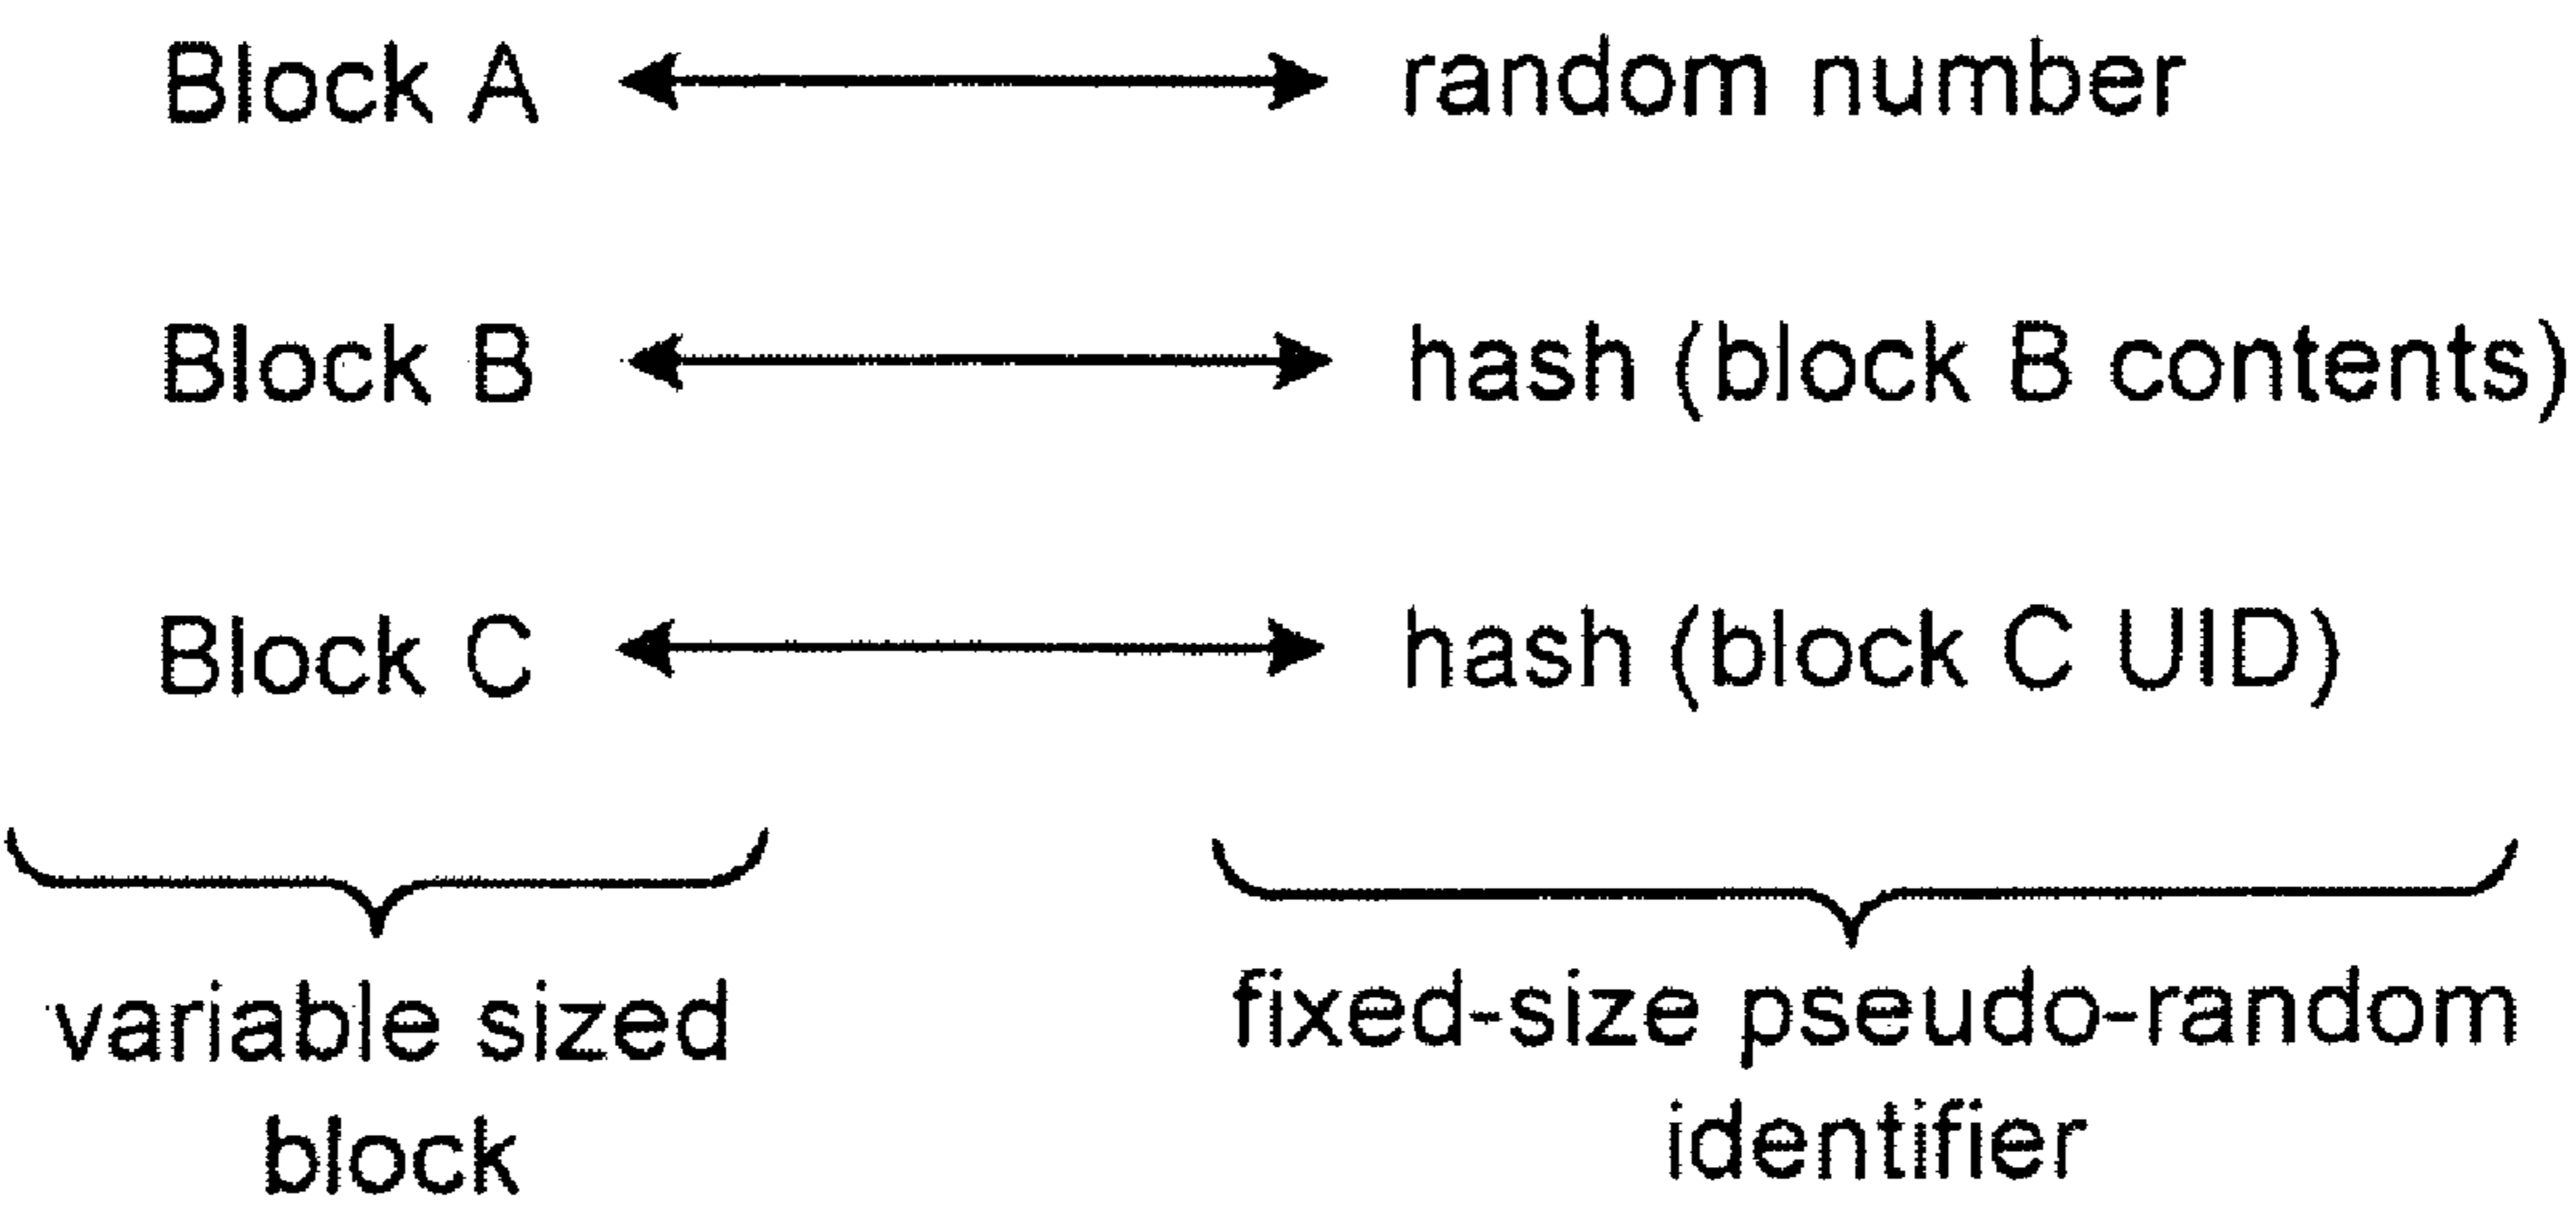 Block A random number
Block B hash (block B contents)
Block C hash (block C UID)
variable sized
block
fixed-size pseudo-random
identifier